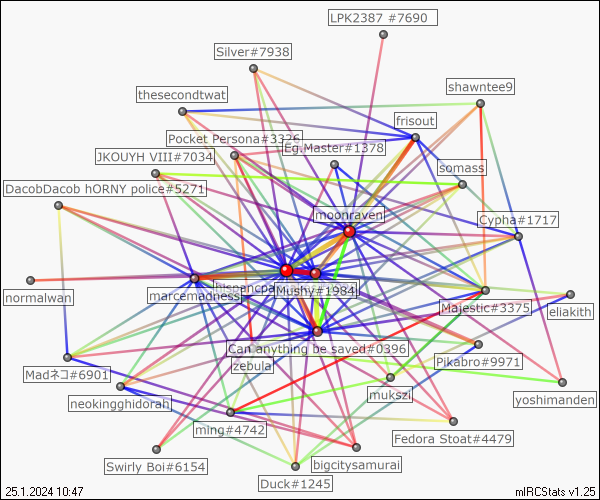 LPK2387 #7690
Silver#7938
shawntee9
thesecondtwat
frisout
Pocket Persona#3326
Eg.Master#1378
JKOUYH VIII#7034
somass
DacobDacob hORNY police#5271
moonraven
Cypha#1717
hispancpa
Mushy#1984
marcemadness
normalwan
Majestic#3375
eliakith
Can anything be saved#0396
zebula
Pikabro#9971
Madネコ#6901
mukszi
yoshimanden
neokingghidorah
ming#4742
Fedora Stoat#4479
Swirly Boi#6154
bigcitysamurai
Duck#1245
25.1.2024 10:47
mIRCStats v1.25